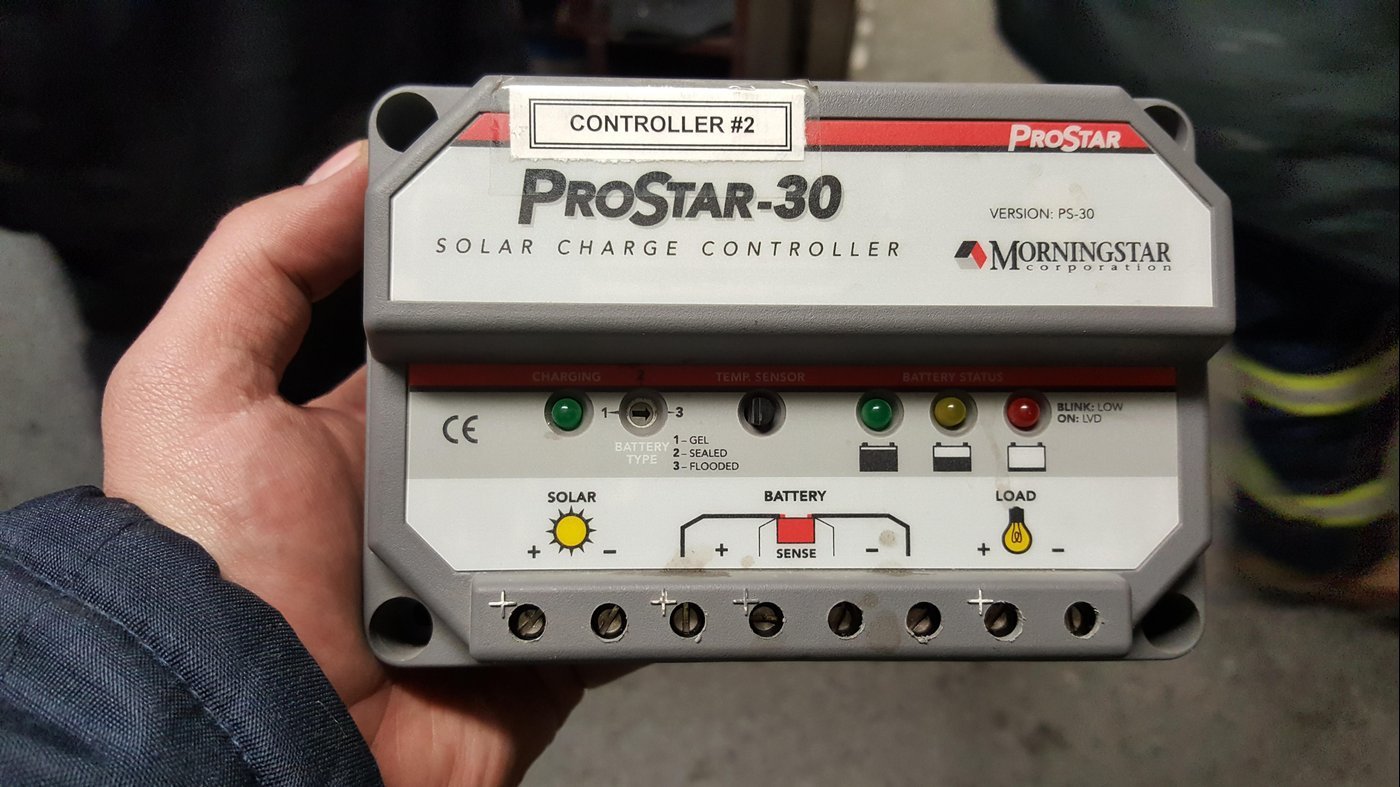 CONTROLLER #2
PROSTAR
PROSTAR-30
VERSION: PS-30
SOLAR CHARGE CONTROLLER
MORNINGSTAR
corporation
CHARGING 2 TEMP. SENSOR BATTERY STATUS
1 3
BLINK: LOW
ON: LVD
CE
BATTERY
TYPE
1 – GEL
2 – SEALED
3 – FLOODED
SOLAR BATTERY LOAD
+ – + SENSE – + –
+ + + +